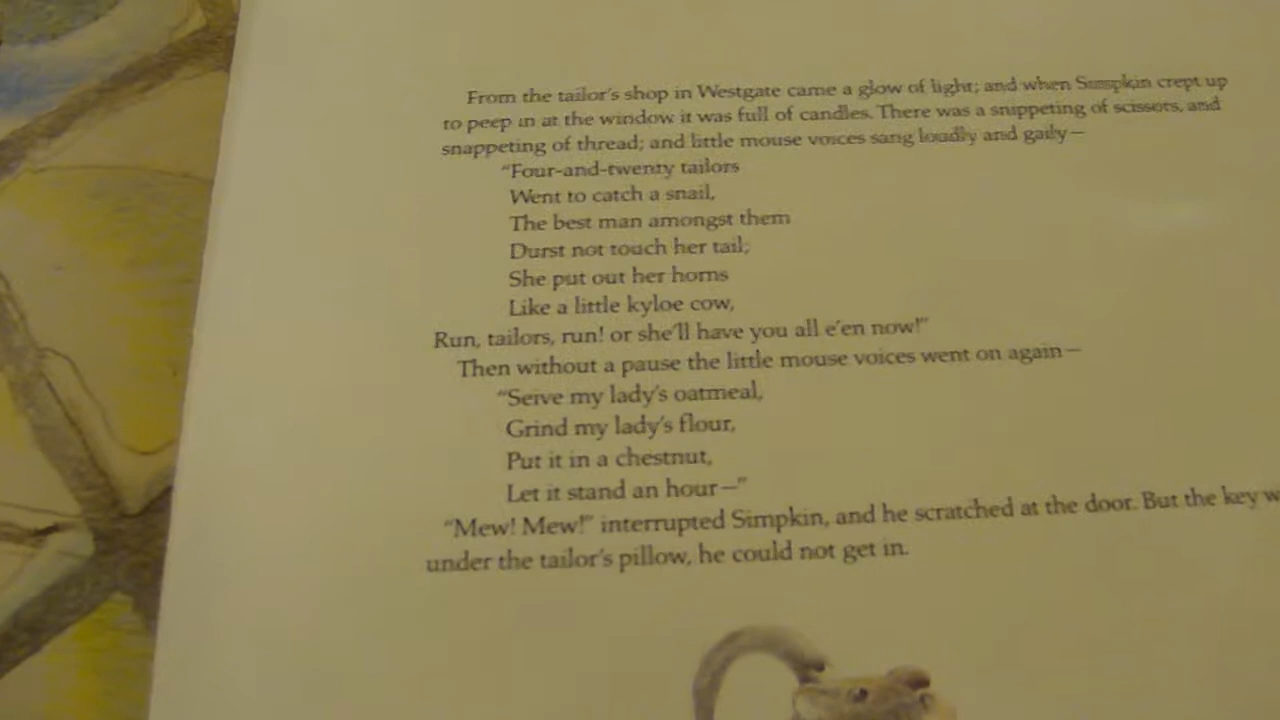 From the tailor's shop in Westgate came a glow of light; and when Simpkin crept up
to peep in at the window it was full of candles. There was a snippeting of scissors, and
snappeting of thread; and little mouse voices sang loudly and gaily—
"Four-and-twenty tailors
Went to catch a snail,
The best man amongst them
Durst not touch her tail;
She put out her horns
Like a little kyloe cow,
Run, tailors, run! or she'll have you all e'en now!"
Then without a pause the little mouse voices went on again—
"Serve my lady's oatmeal,
Grind my lady's flour,
Put it in a chestnut,
Let it stand an hour—"
"Mew! Mew!" interrupted Simpkin, and he scratched at the door. But the key
under the tailor's pillow, he could not get in.